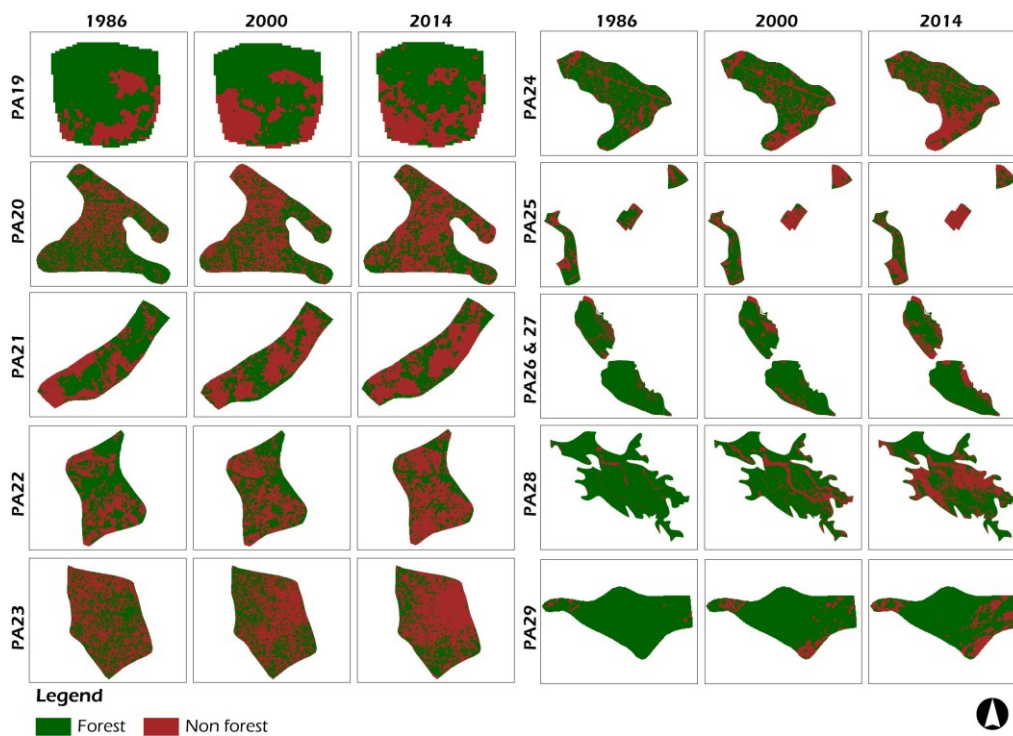 1986 2000 2014
PA19
PA20
PA21
PA22
PA23
1986 2000 2014
PA24
PA25
PA26 & 27
PA28
PA29
Legend
Forest Non forest